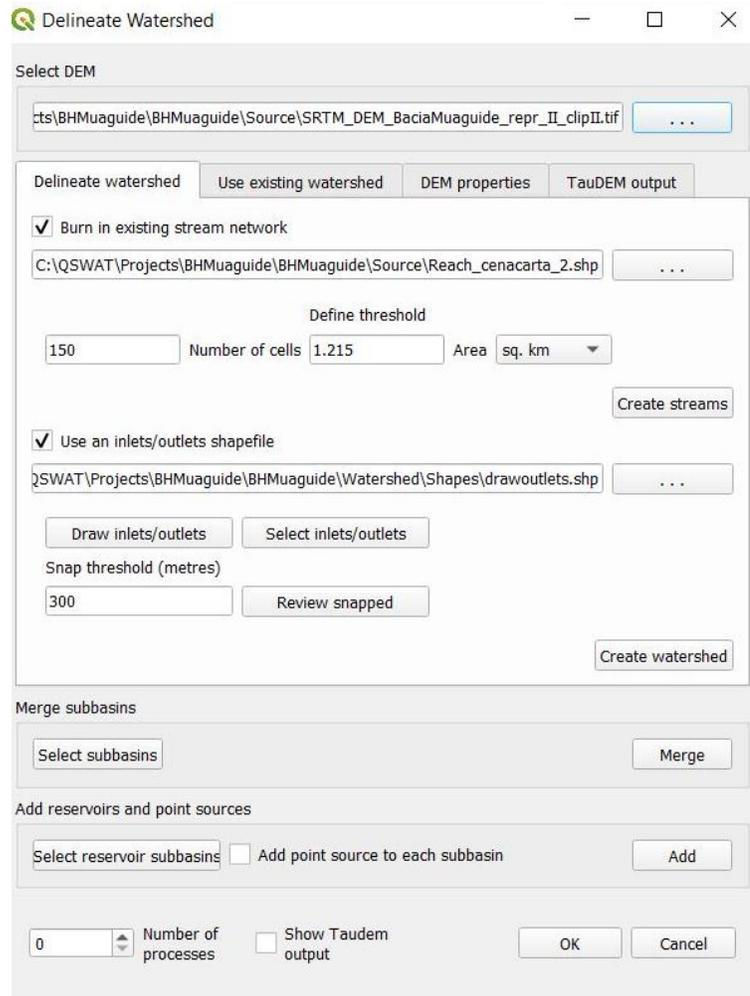 Delineate Watershed
Select DEM
cts\BHMuaguide\BHMuaguide\Source\SRTM_DEM_BaciaMuaguide_repr_II_clipII.tif ...
Delineate watershed Use existing watershed DEM properties TauDEM output
Burn in existing stream network
C:\QSWAT\Projects\BHMuaguide\BHMuaguide\Source\Reach_cenacarta_2.shp ...
Define threshold
150 Number of cells 1.215 Area sq. km
Create streams
Use an inlets/outlets shapefile
QSWAT\Projects\BHMuaguide\BHMuaguide\Watershed\Shapes\drawoutlets.shp ...
Draw inlets/outlets Select inlets/outlets
Snap threshold (metres)
300 Review snapped
Create watershed
Merge subbasins
Select subbasins Merge
Add reservoirs and point sources
Select reservoir subbasins Add point source to each subbasin Add
0 Number of processes Show Taudem output OK Cancel